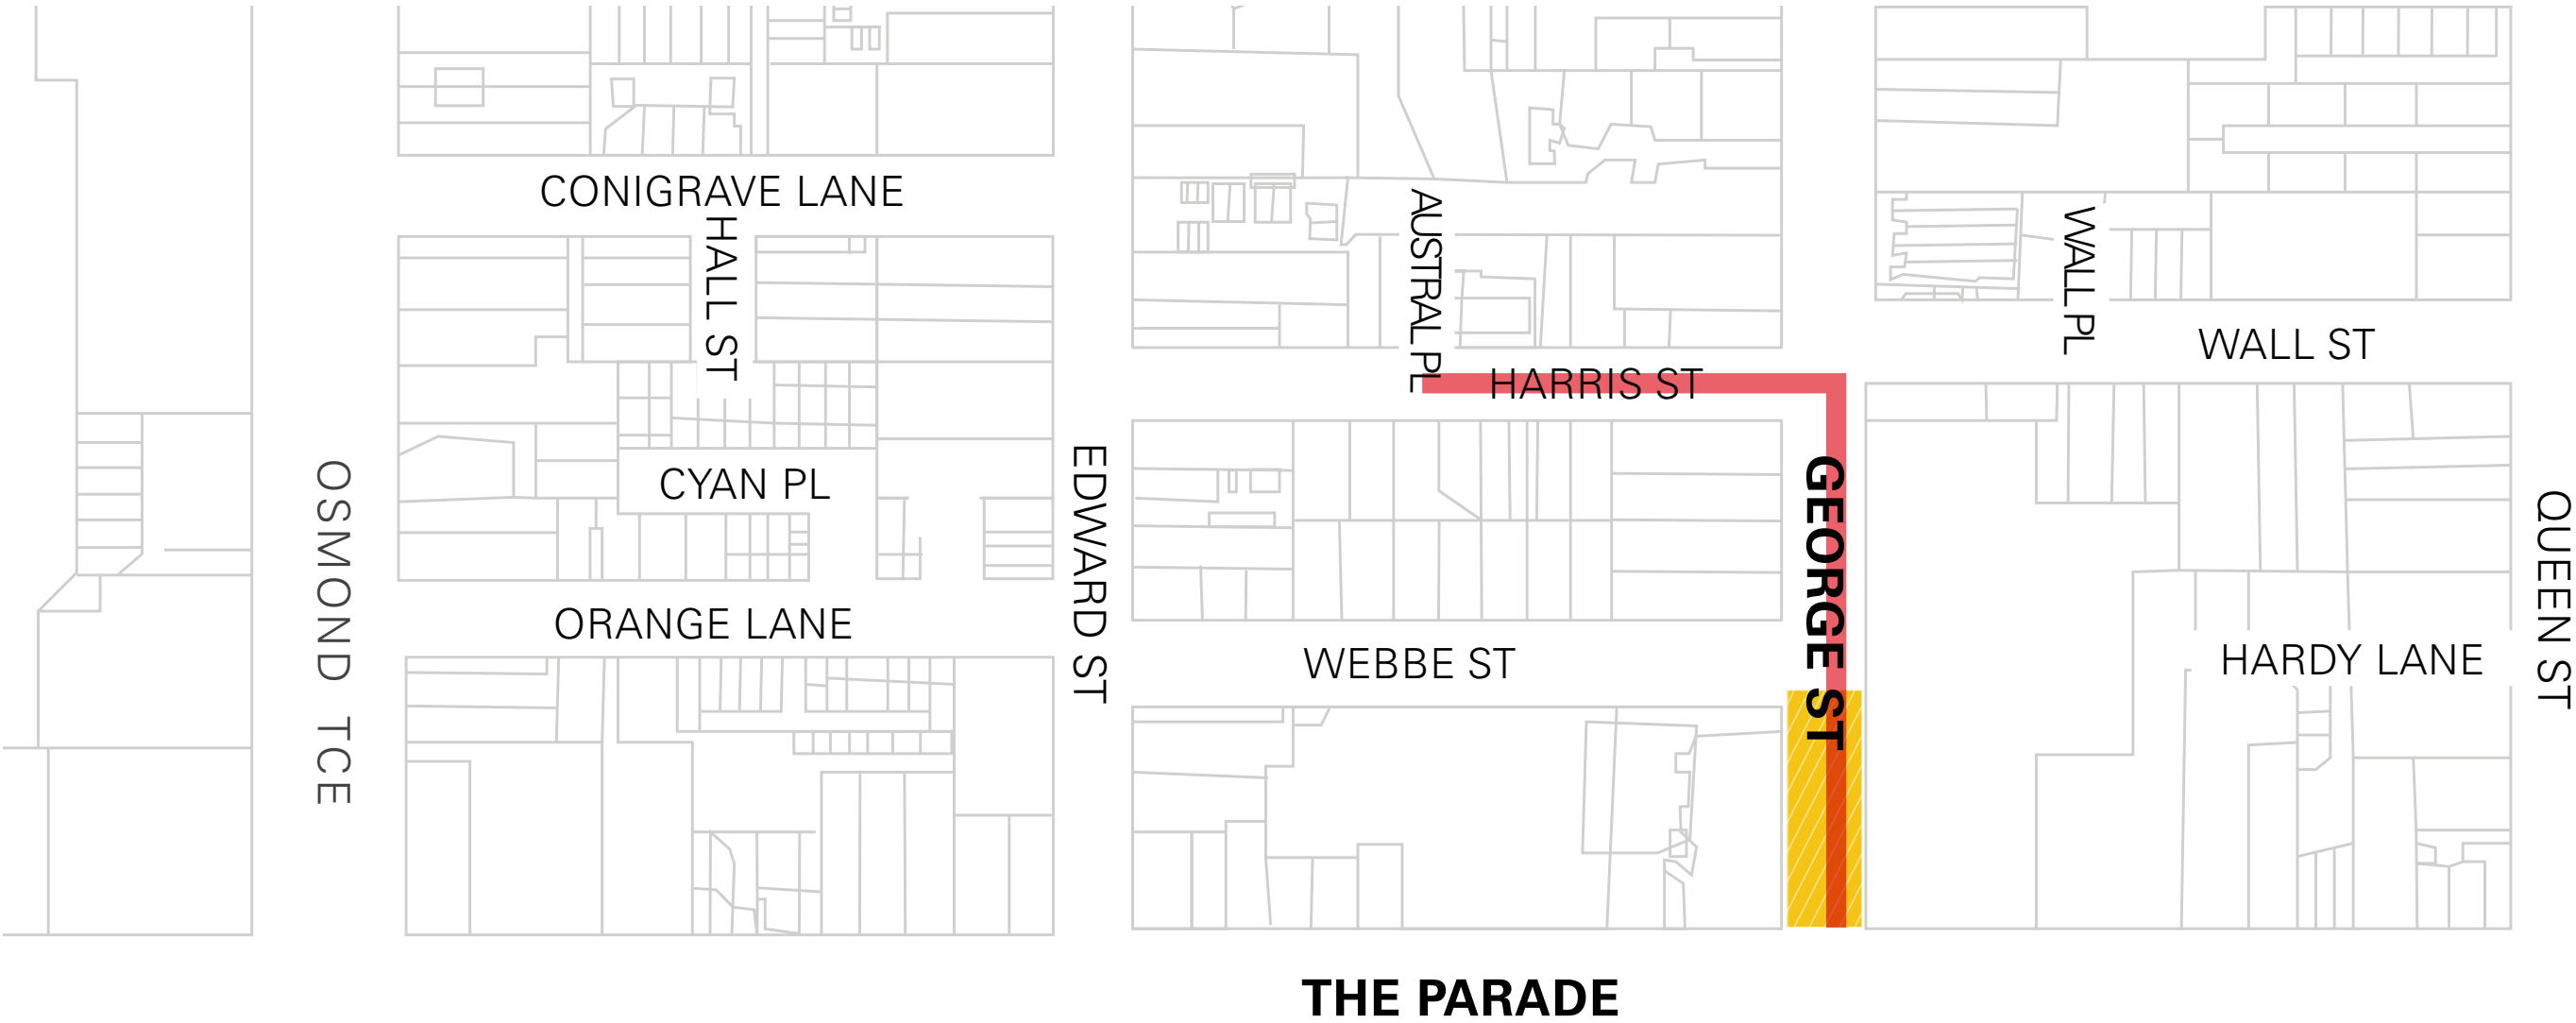 CONIGRAVE LANE
HALL ST
AUSTRAL PL
WALL PL
WALL ST
HARRIS ST
OSMOND TCE
CYAN PL
EDWARD ST
GEORGE ST
QUEEN ST
ORANGE LANE
WEBBE ST
HARDY LANE
THE PARADE